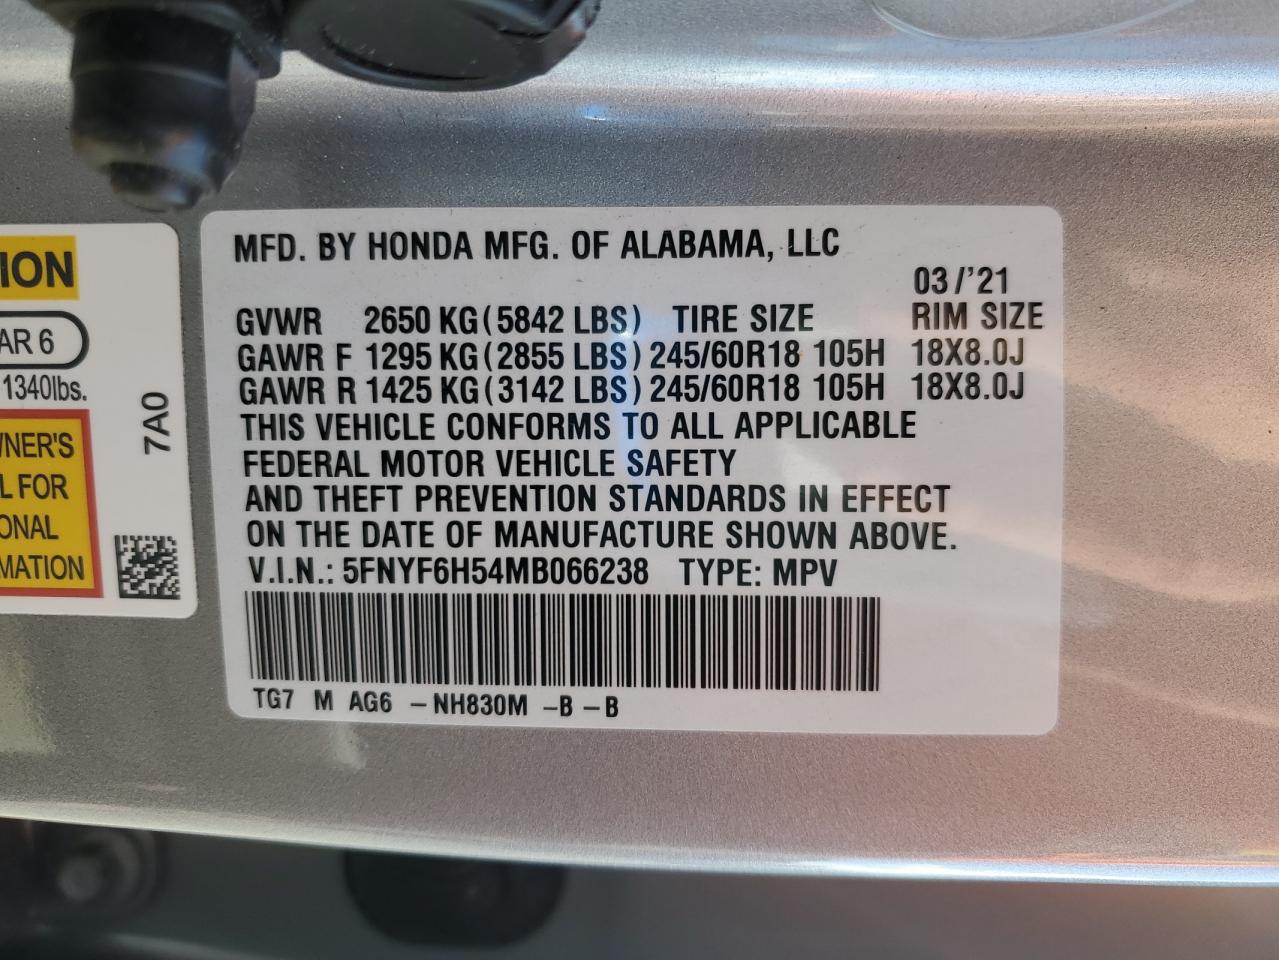 MFD. BY HONDA MFG. OF ALABAMA, LLC
03/'21
GVWR 2650 KG (5842 LBS) TIRE SIZE RIM SIZE
GAWR F 1295 KG (2855 LBS) 245/60R18 105H 18X8.0J
GAWR R 1425 KG (3142 LBS) 245/60R18 105H 18X8.0J
THIS VEHICLE CONFORMS TO ALL APPLICABLE
FEDERAL MOTOR VEHICLE SAFETY
AND THEFT PREVENTION STANDARDS IN EFFECT
ON THE DATE OF MANUFACTURE SHOWN ABOVE.
V.I.N.: 5FNYF6H54MB066238 TYPE: MPV
TG7 M AG6 -NH830M -B -B
ION
AR 6
1340lbs.
WNER'S
L FOR
ONAL
MATION
7A0